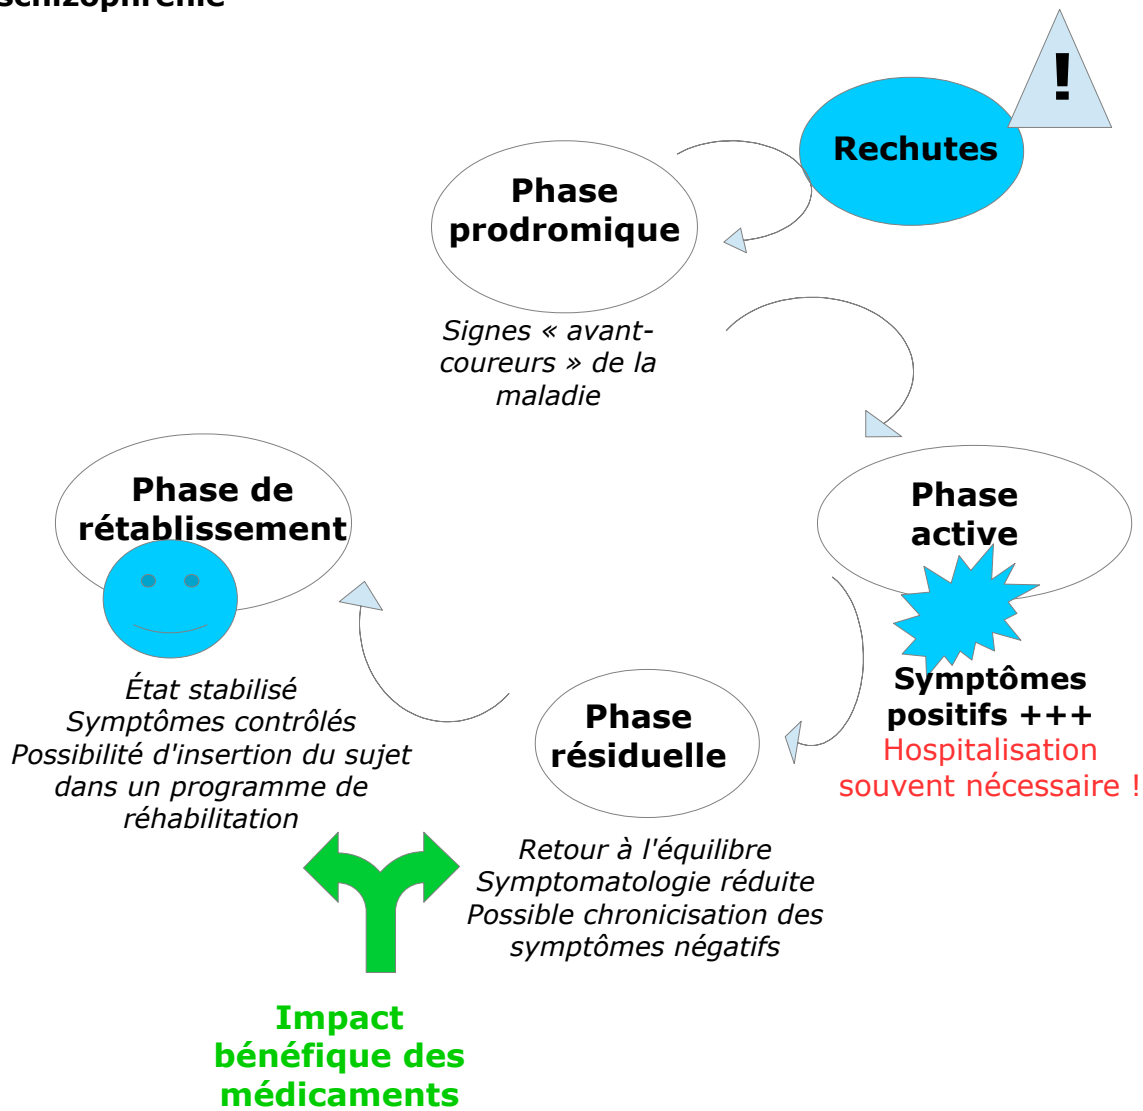 schizophrénie
!
Rechutes
Phase
prodromique
Signes « avant-
coureurs » de la
maladie
Phase de
rétablissement
Phase
active
État stabilisé
Symptômes contrôlés
Possibilité d'insertion du sujet
dans un programme de
réhabilitation
Phase
résiduelle
Symptômes
positifs +++
Hospitalisation
souvent nécessaire !
Retour à l'équilibre
Symptomatologie réduite
Possible chronicisation des
symptômes négatifs
Impact
bénéfique des
médicaments